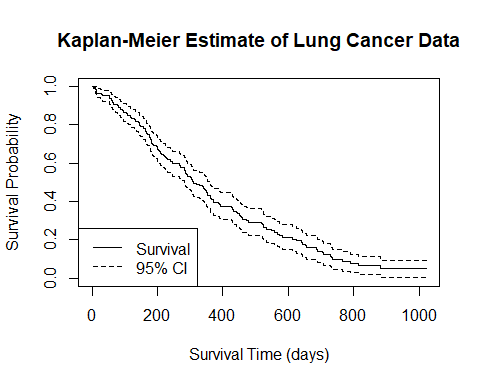 Kaplan-Meier Estimate of Lung Cancer Data
Survival Probability
1.0
0.8
0.6
0.4
0.2
0.0
Survival
95% CI
0 200 400 600 800 1000
Survival Time (days)